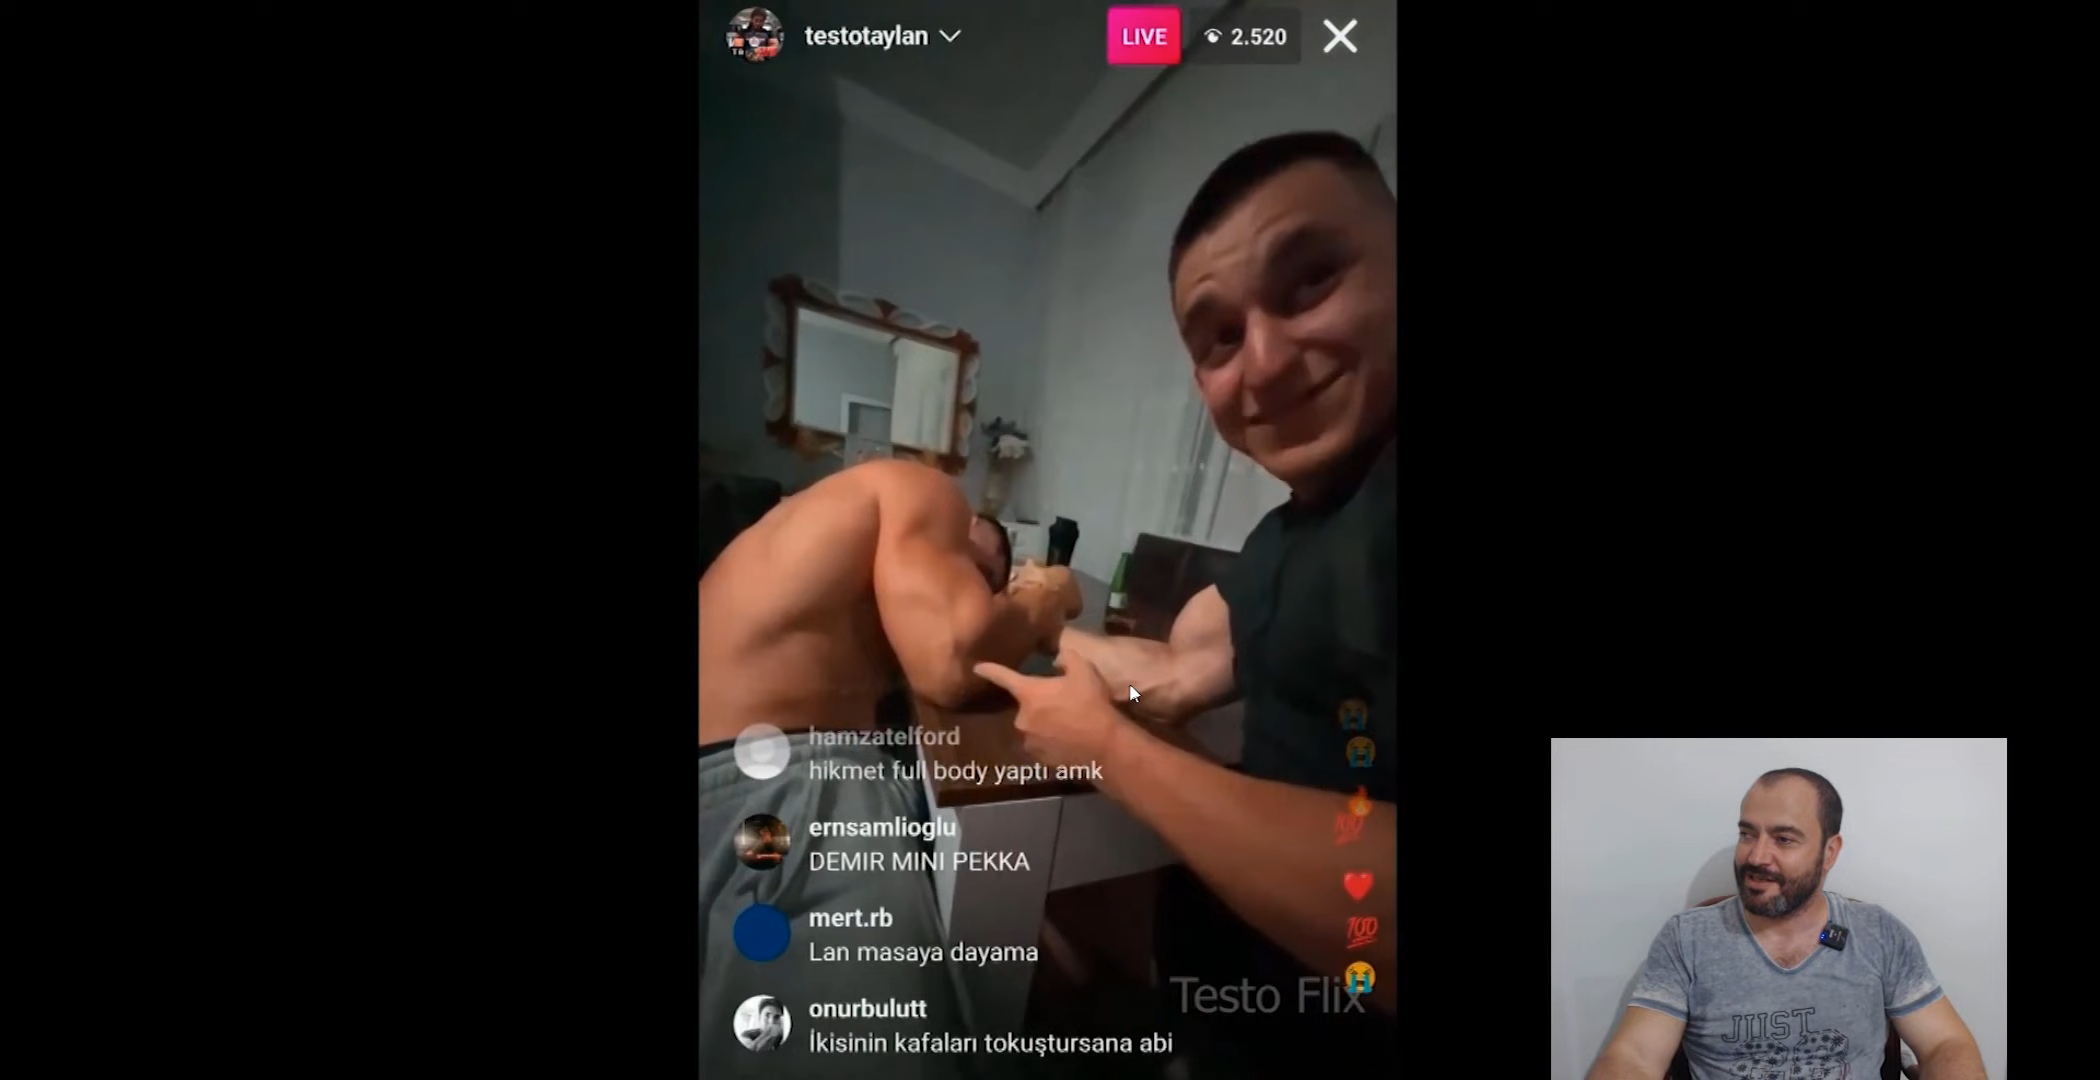 testotaylan
LIVE
2.520
hamzatelford
hikmet full body yaptı amk
ernsamlioglu
DEMIR MINI PEKKA
mert.rb
Lan masaya dayama
onurbulutt
İkisinin kafaları tokuştursana abi
Testo Flix
JUST